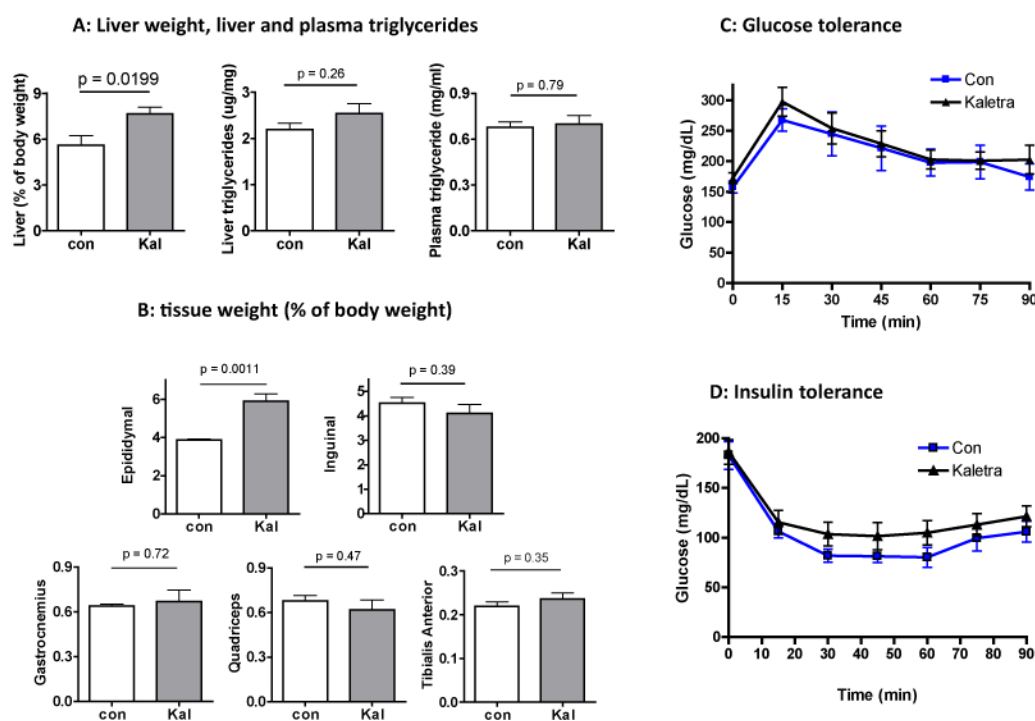 A: Liver weight, liver and plasma triglycerides
Liver (% of body weight)
p = 0.0199
9
6
3
0
con Kal
Liver triglycerides (ug/mg)
p = 0.26
3
2
1
0
con Kal
Plasma triglyceride (mg/ml)
p = 0.79
0.9
0.6
0.3
0.0
con Kal
B: tissue weight (% of body weight)
Epididymal
p = 0.0011
6
4
2
0
con Kal
Inguinal
p = 0.39
5
4
3
2
1
0
con Kal
Gastrocnemius
p = 0.72
0.9
0.6
0.3
0.0
con Kal
Quadriceps
p = 0.47
0.9
0.6
0.3
0.0
con Kal
Tibialis Anterior
p = 0.35
0.3
0.2
0.1
0.0
con Kal
C: Glucose tolerance
Con
Kaletra
Glucose (mg/dL)
300
250
200
150
100
50
0 15 30 45 60 75 90
Time (min)
D: Insulin tolerance
Con
Kaletra
Glucose (mg/dL)
200
150
100
50
0
0 10 20 30 40 50 60 70 80 90
Time (min)